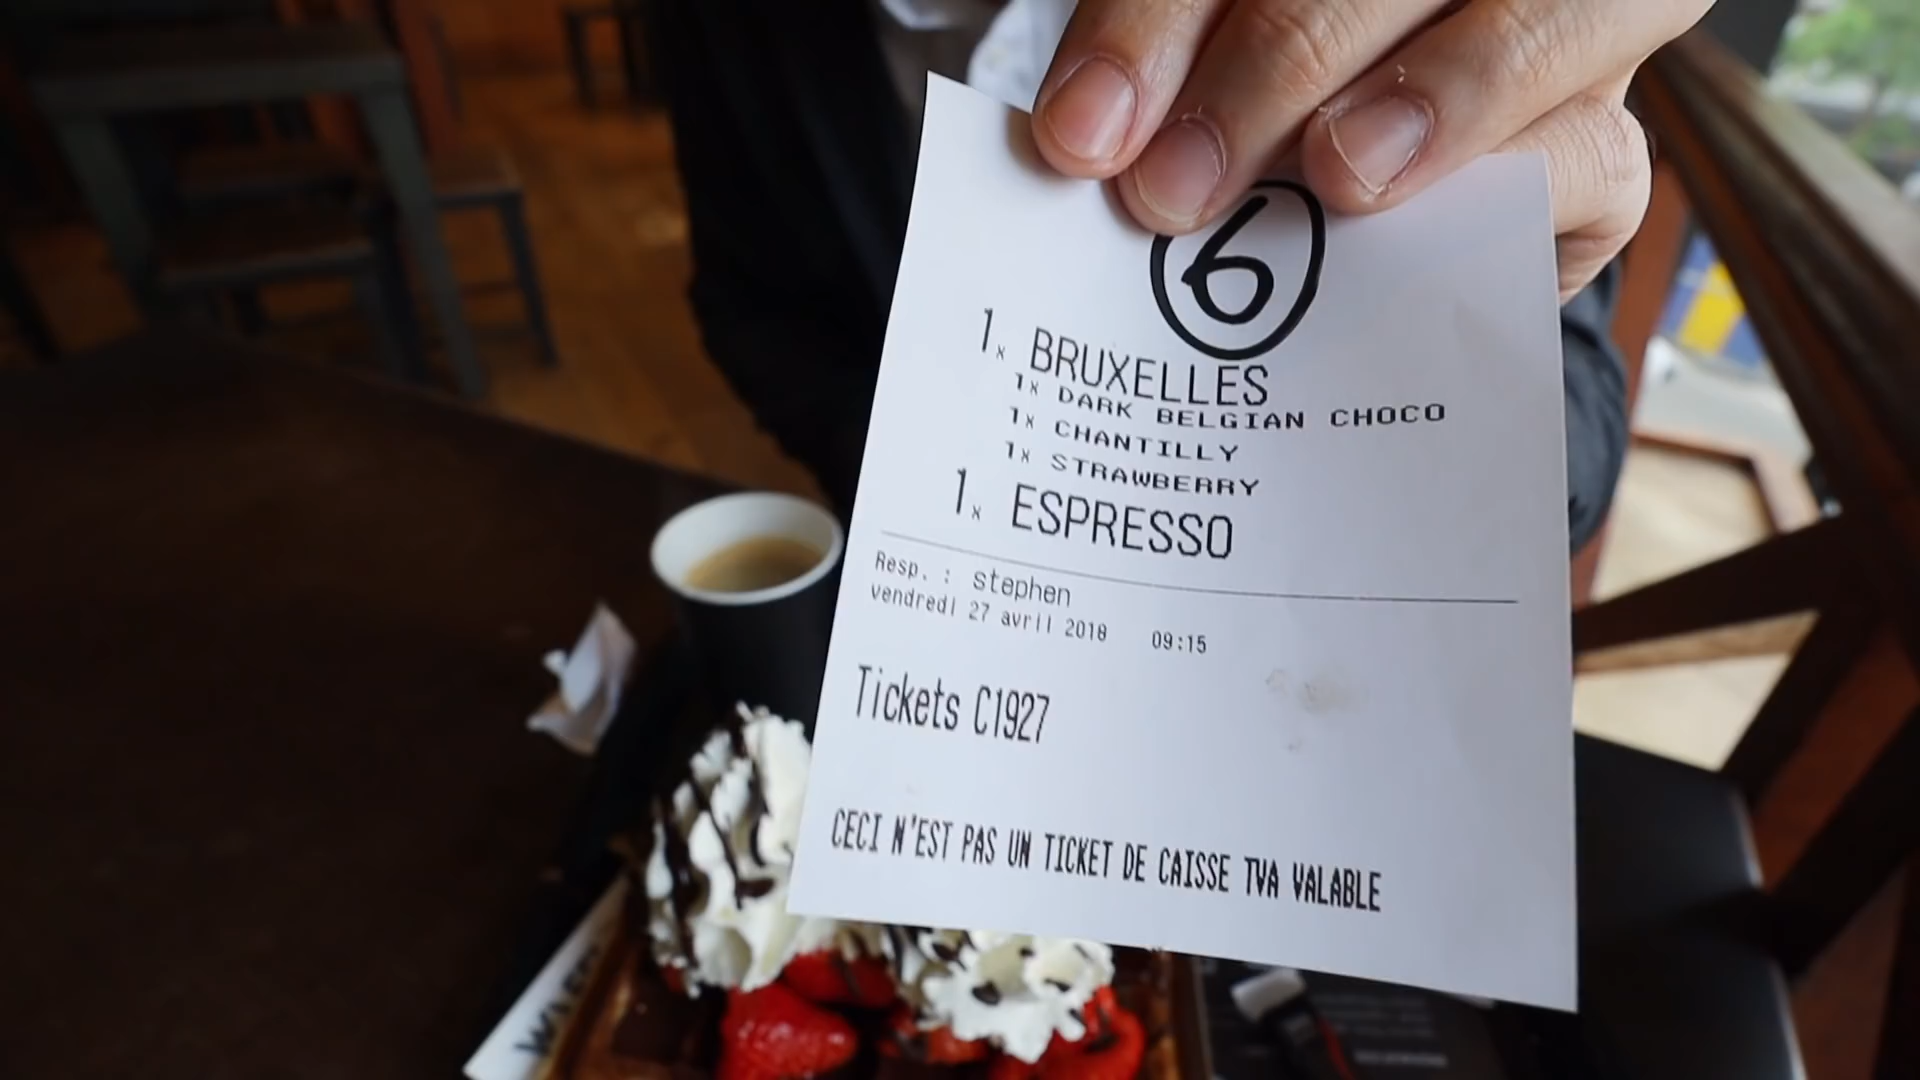 6
1x BRUXELLES
1x DARK BELGIAN CHOCO
1x CHANTILLY
1x STRAWBERRY
1x ESPRESSO
Resp. : stephen
vendredi 27 avril 2018 09:15
Tickets C1927
CECI N'EST PAS UN TICKET DE CAISSE TVA VALABLE